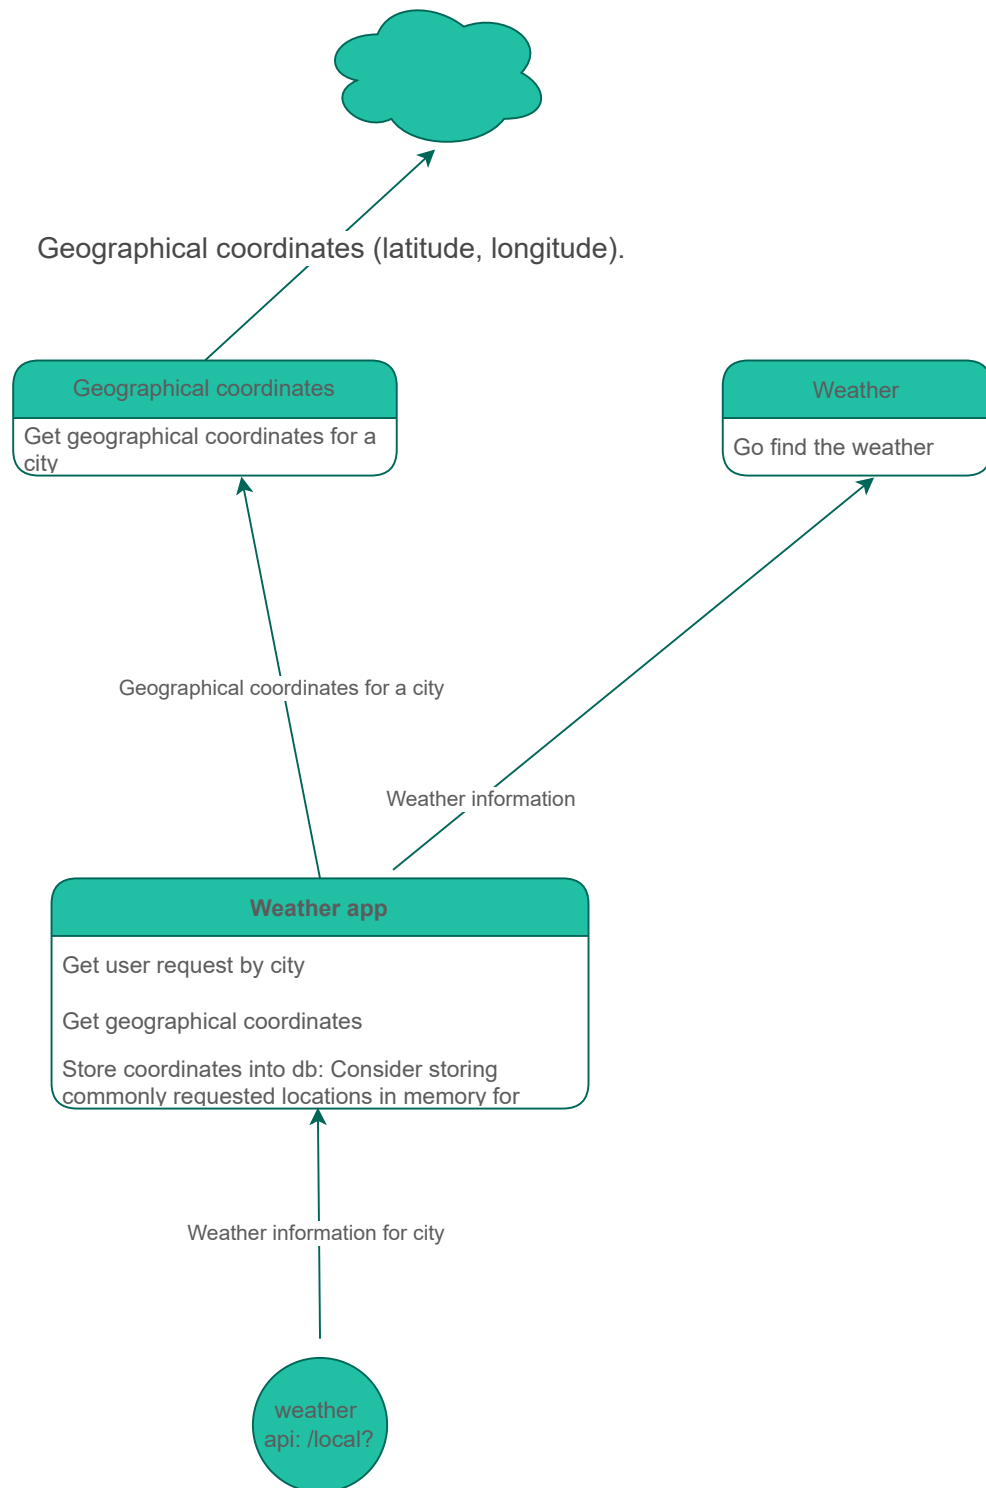 Geographical coordinates (latitude, longitude).
Geographical coordinates
Get geographical coordinates for a
city
Weather
Go find the weather
Geographical coordinates for a city
Weather information
Weather app
Get user request by city
Get geographical coordinates
Store coordinates into db: Consider storing
commonly requested locations in memory for
Weather information for city
weather
api: /local?